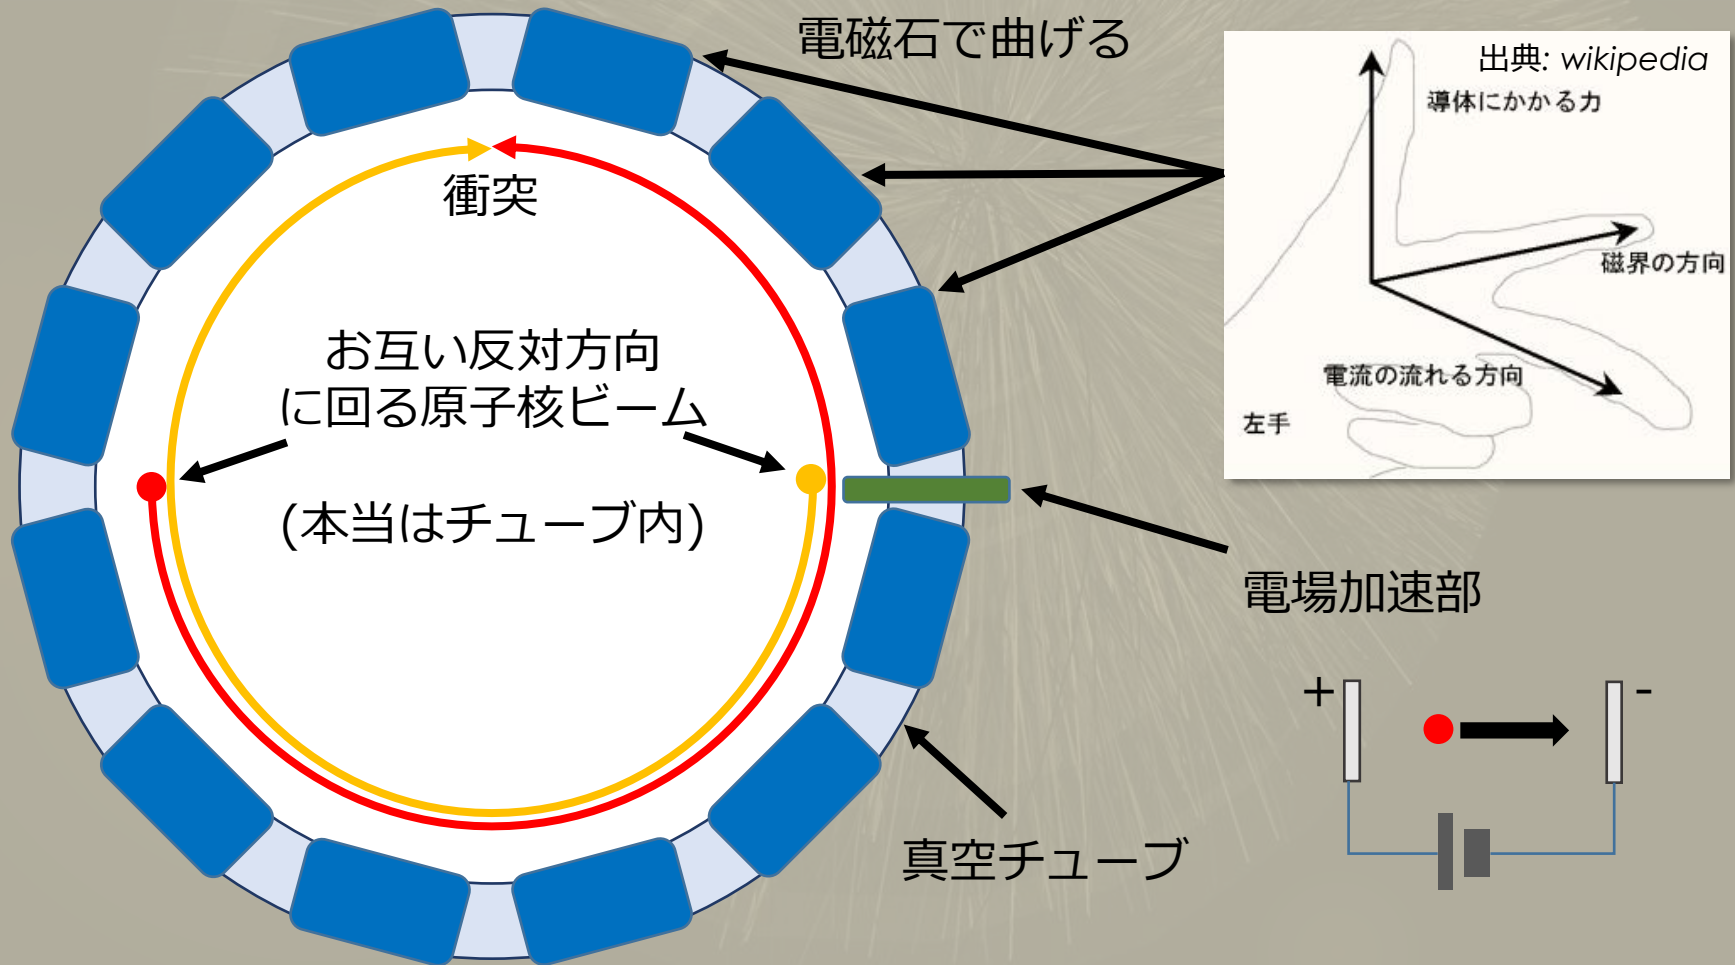 電磁石で曲げる
出典: wikipedia
導体にかかる力
磁界の方向
電流の流れる方向
左手
衝突
お互い反対方向
に回る原子核ビーム
(本当はチューブ内)
電場加速部
+
-
真空チューブ